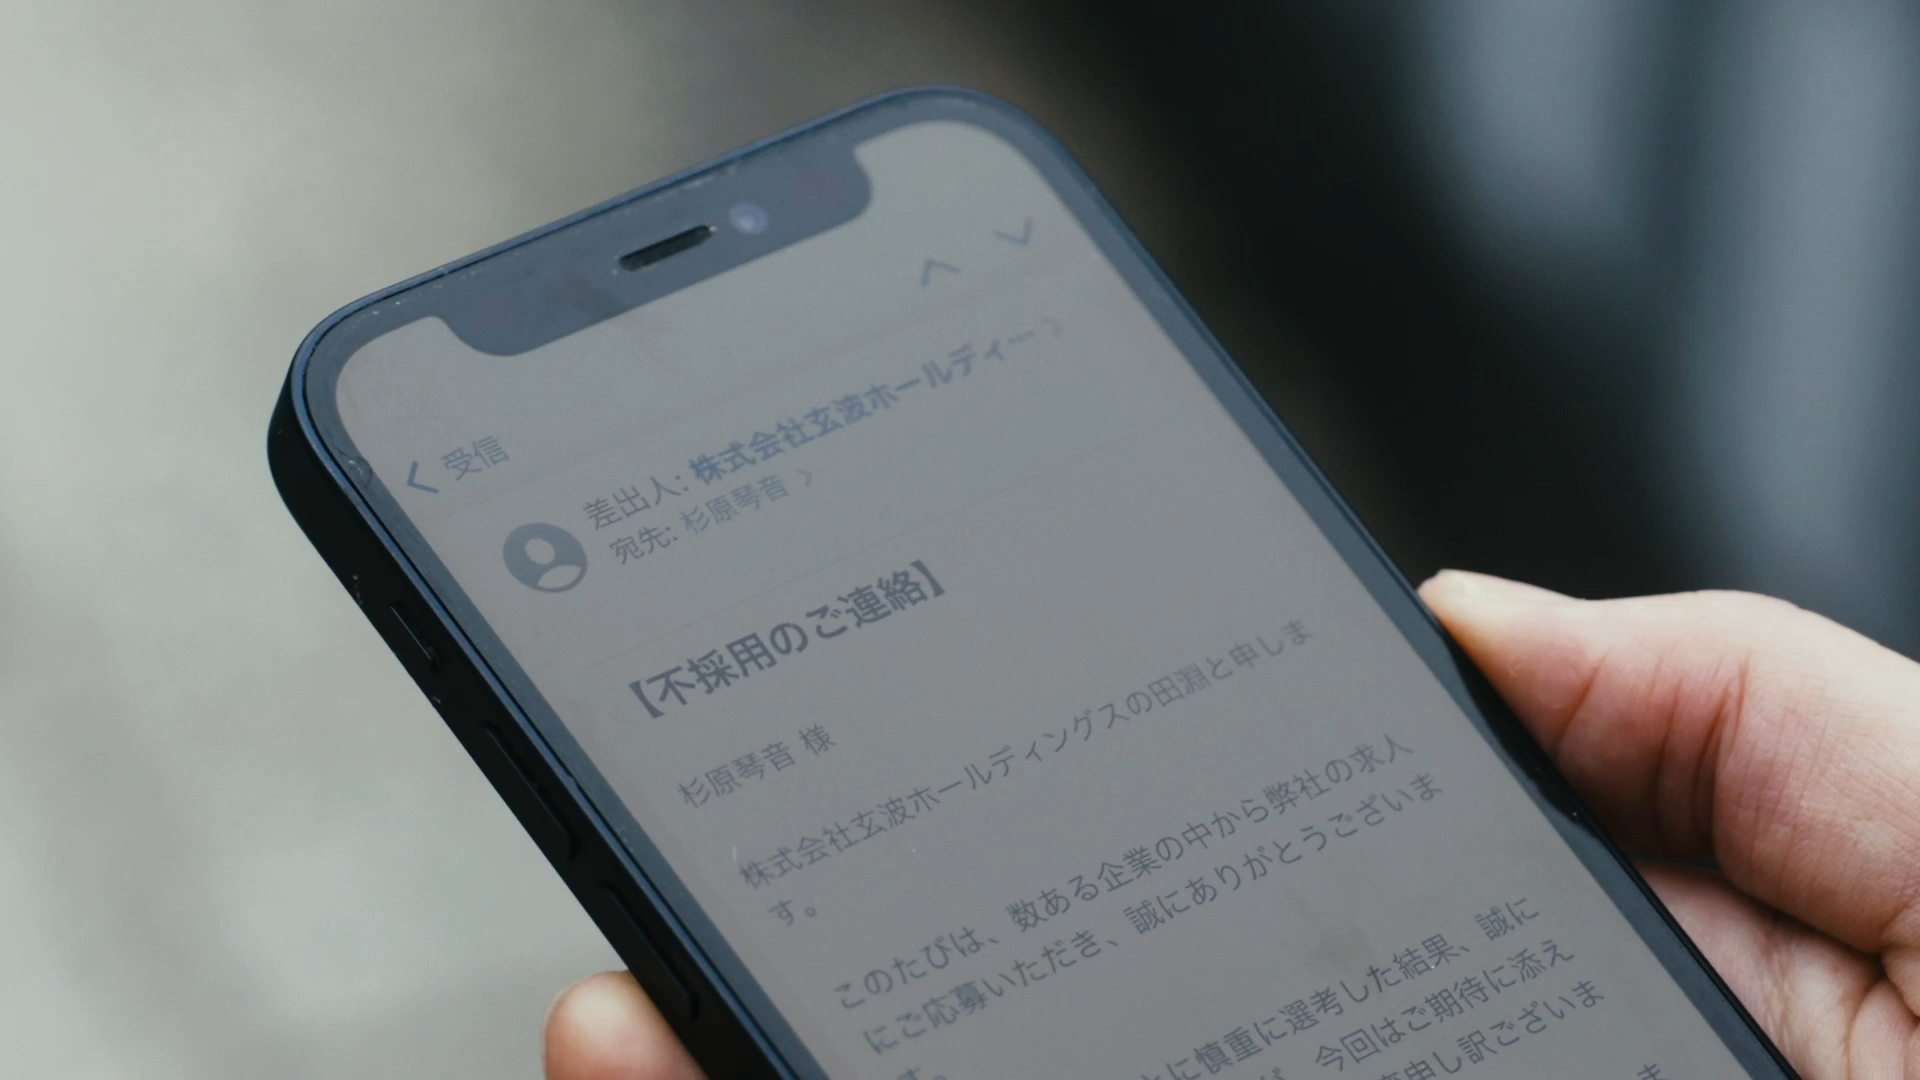 受信
差出人: 株式会社玄波ホールディ…
宛先: 杉原琴音
【不採用のご連絡】
杉原琴音 様
株式会社玄波ホールディングスの田淵と申しま
す。
このたびは、数ある企業の中から弊社の求人
にご応募いただき、誠にありがとうございま
す。
に慎重に選考した結果、誠に
が、今回はご期待に添え
申し訳ございま
ま